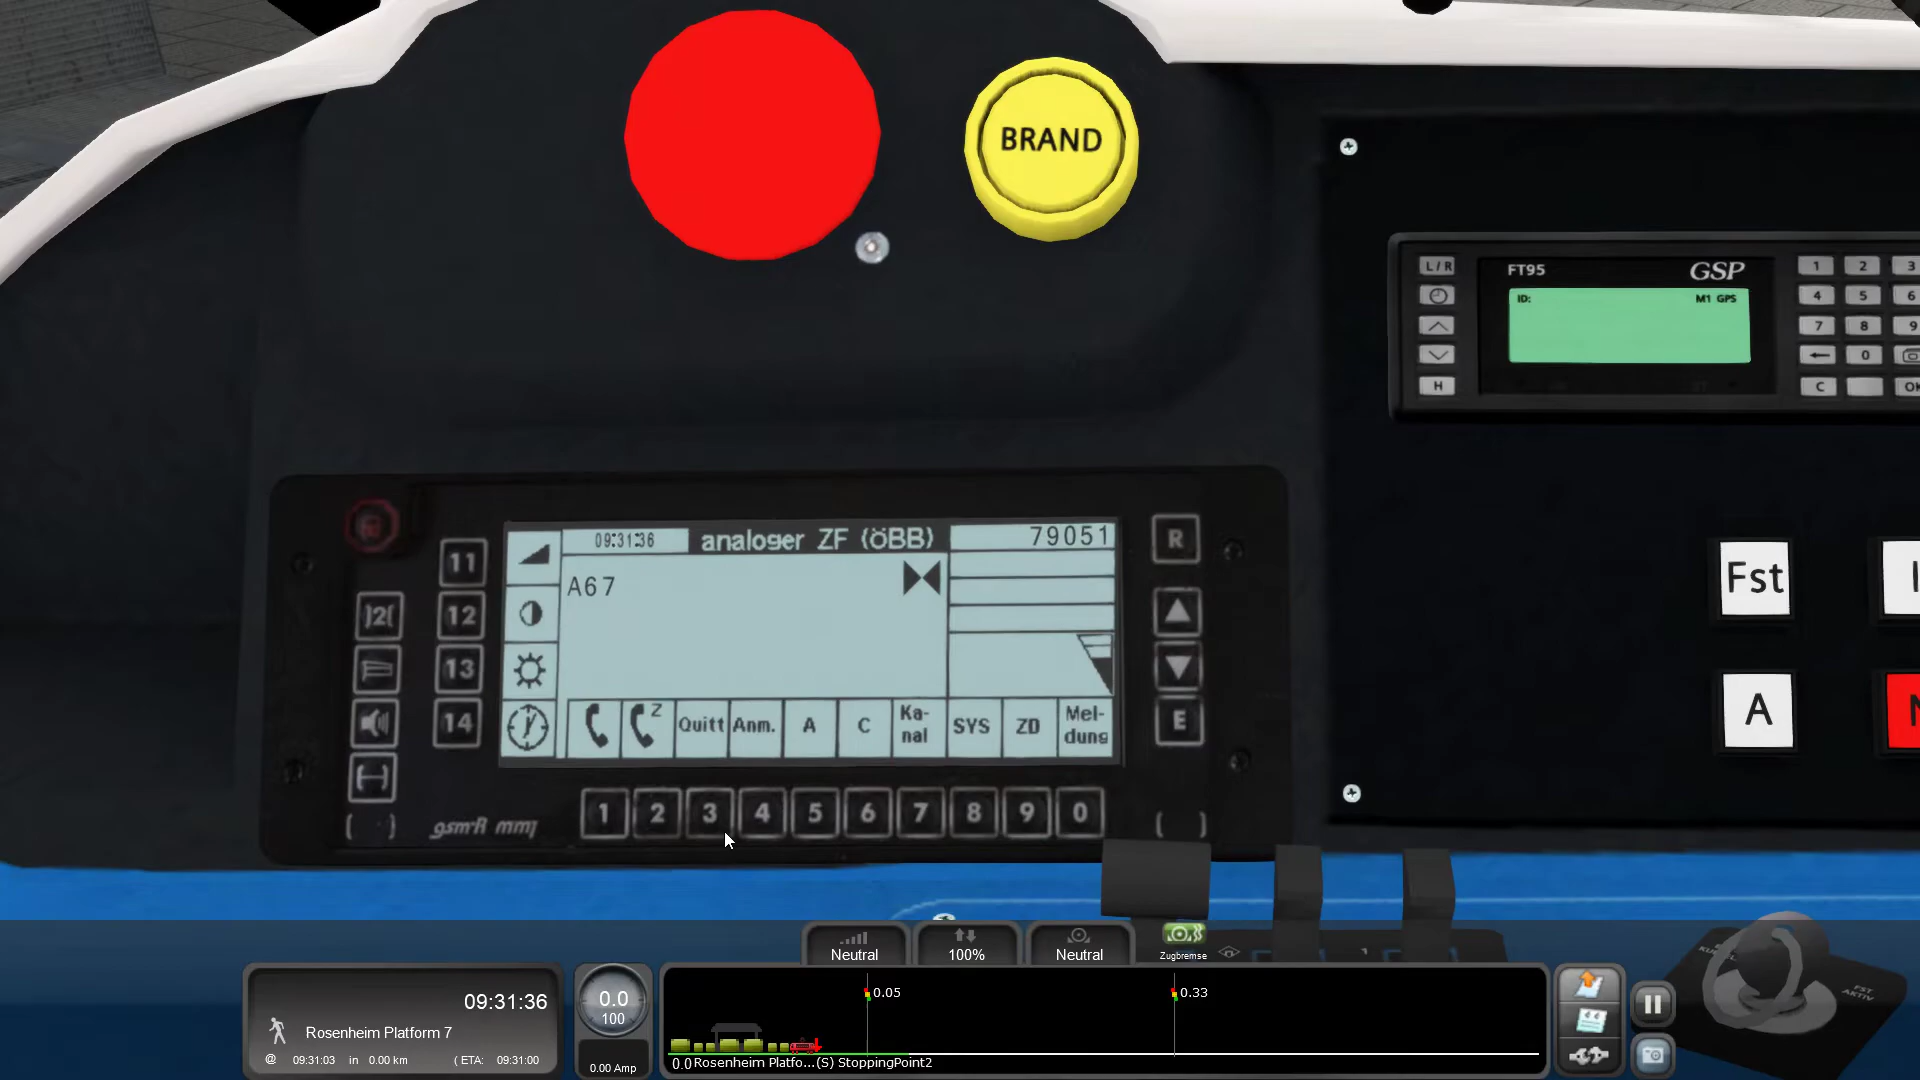 BRAND
L/R
FT95
GSP
1
2
3
ID:
M1 GPS
4
5
6
7
8
9
0
H
C
OK
11
12
13
14
09:31:36
analoger ZF (öBB)
79051
R
A67
]2[
Z
Quitt
Anm.
A
C
Ka-
nal
SYS
ZD
Mel-
dung
E
gsm-R mmi
1
2
3
4
5
6
7
8
9
0
Fst
A
Neutral
100%
Neutral
Zugbremse
09:31:36
Rosenheim Platform 7
@ 09:31:03 in 0.00 km ( ETA: 09:31:00
0.0
100
0.00 Amp
0.05
0.33
0.0 Rosenheim Platfo...(S) StoppingPoint2
FST
AKTIV